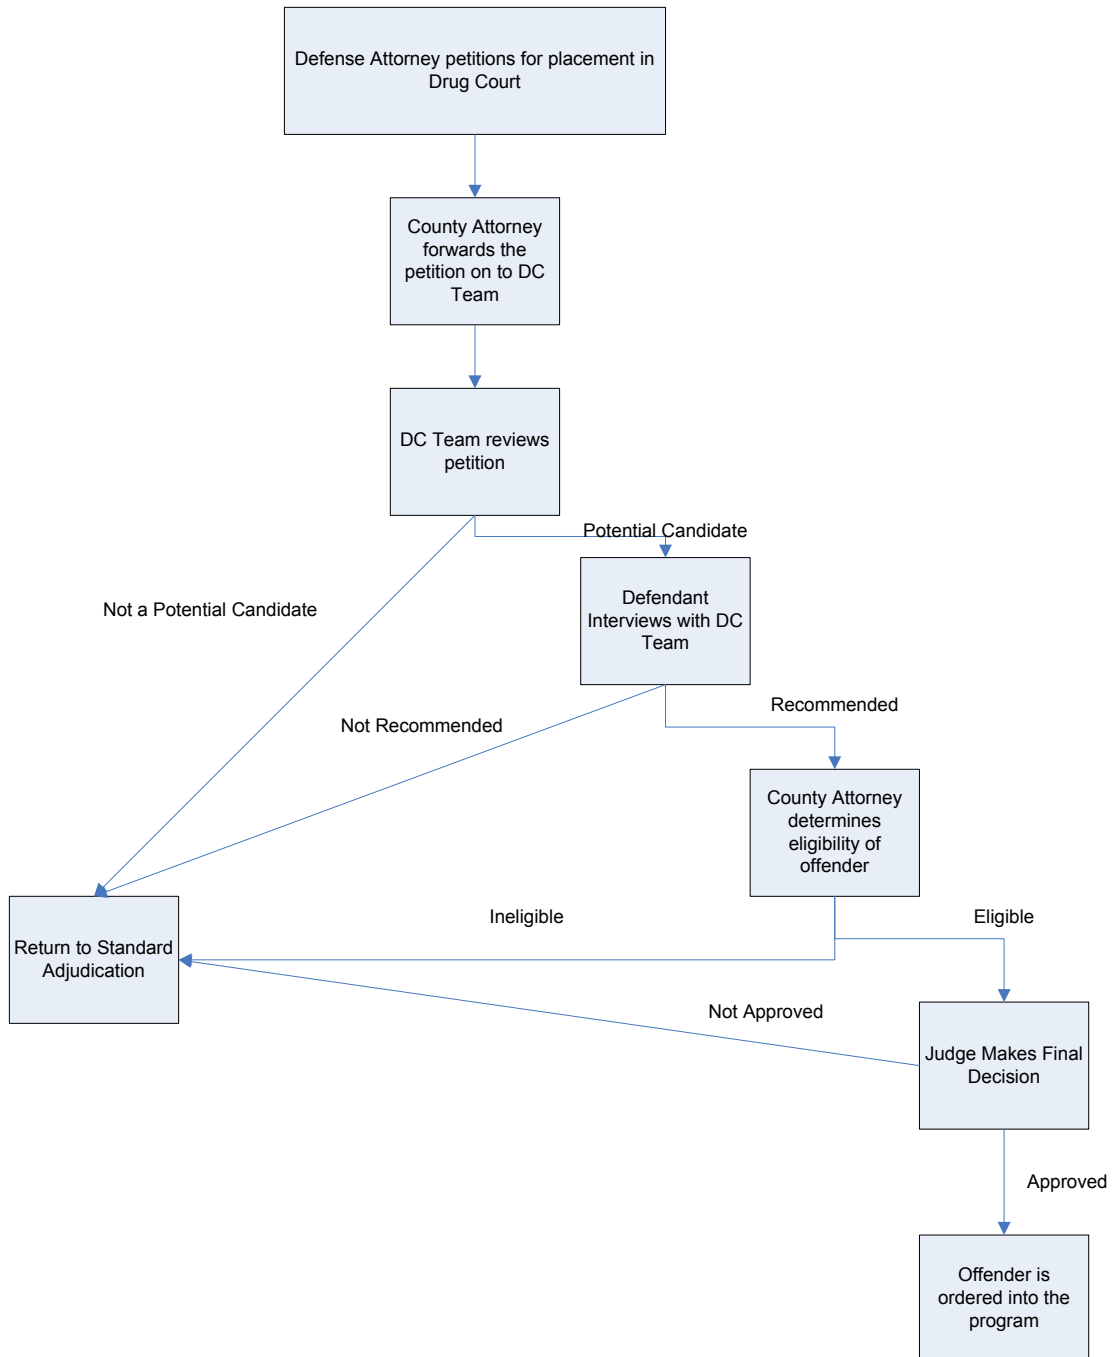 Defense Attorney petitions for placement in
Drug Court
County Attorney
forwards the
petition on to DC
Team
DC Team reviews
petition
Potential Candidate
Not a Potential Candidate
Defendant
Interviews with DC
Team
Recommended
Not Recommended
County Attorney
determines
eligibility of
offender
Ineligible
Eligible
Return to Standard
Adjudication
Not Approved
Judge Makes Final
Decision
Approved
Offender is
ordered into the
program